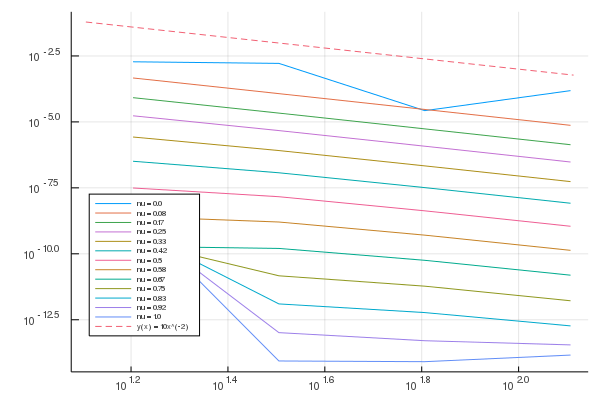 10^-2.5
10^-5.0
10^-7.5
10^-10.0
10^-12.5
nu = 0.0
nu = 0.08
nu = 0.17
nu = 0.25
nu = 0.33
nu = 0.42
nu = 0.5
nu = 0.58
nu = 0.67
nu = 0.75
nu = 0.83
nu = 0.92
nu = 1.0
y(x) = 10x^(-2)
10^1.2 10^1.4 10^1.6 10^1.8 10^2.0